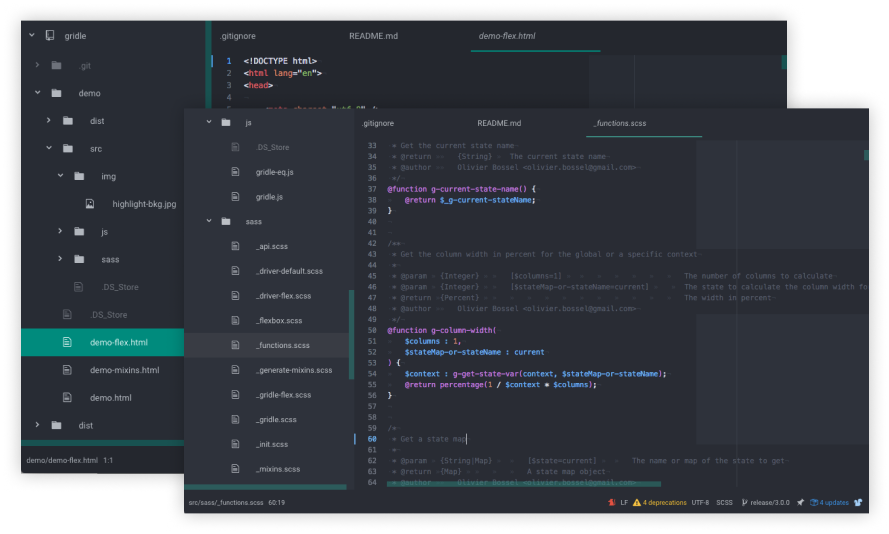 gridle
.git
demo
dist
src
img
highlight-bkg.jpg
js
sass
.DS_Store
.DS_Store
demo-flex.html
demo-mixins.html
demo.html
dist
demo/demo-flex.html 1:1
.gitignore README.md demo-flex.html
1 <!DOCTYPE html>
2 <html lang="en">
3 <head>
4
js
.DS_Store
gridle-eq.js
gridle.js
sass
_api.scss
_driver-default.scss
_driver-flex.scss
_flexbox.scss
_functions.scss
_generate-mixins.scss
_gridle-flex.scss
_gridle.scss
_init.scss
_mixins.scss
.gitignore README.md _functions.scss
33 * Get the current state name
34 * @return {String} The current state name
35 * @author Olivier Bossel <olivier.bossel@gmail.com>
36 */
37 @function g-current-state-name() {
38 @return $_g-current-stateName;
39 }
40
41
42 /**
43 * Get the column width in percent for the global or a specific context
44 *
45 * @param {Integer} [$columns=1] The number of columns to calculate
46 * @param {Integer} [$stateMap-or-stateName=current] The state to calculate the column width fo
47 * @return {Percent} The width in percent
48 * @author Olivier Bossel <olivier.bossel@gmail.com>
49 */
50 @function g-column-width(
51 $columns : 1,
52 $stateMap-or-stateName : current
53 ) {
54 $context : g-get-state-var(context, $stateMap-or-stateName);
55 @return percentage(1 / $context * $columns);
56 }
57
58
59 /*
60 * Get a state map
61 *
62 * @param {String|Map} [$state=current] The name or map of the state to get
63 * @return {Map} A state map object
64 * @author Olivier Bossel <olivier.bossel@gmail.com>
src/sass/_functions.scss 60:19
LF 4 deprecations UTF-8 SCSS release/3.0.0 4 updates